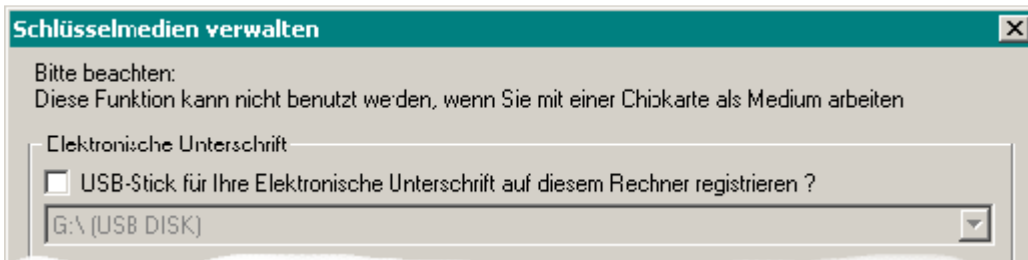 Schlüsselmedien verwalten
Bitte beachten:
Diese Funktion kann nicht benutzt werden, wenn Sie mit einer Chipkarte als Medium arbeiten
Elektronische Unterschrift
USB-Stick für Ihre Elektronische Unterschrift auf diesem Rechner registrieren ?
G:\ (USB DISK)